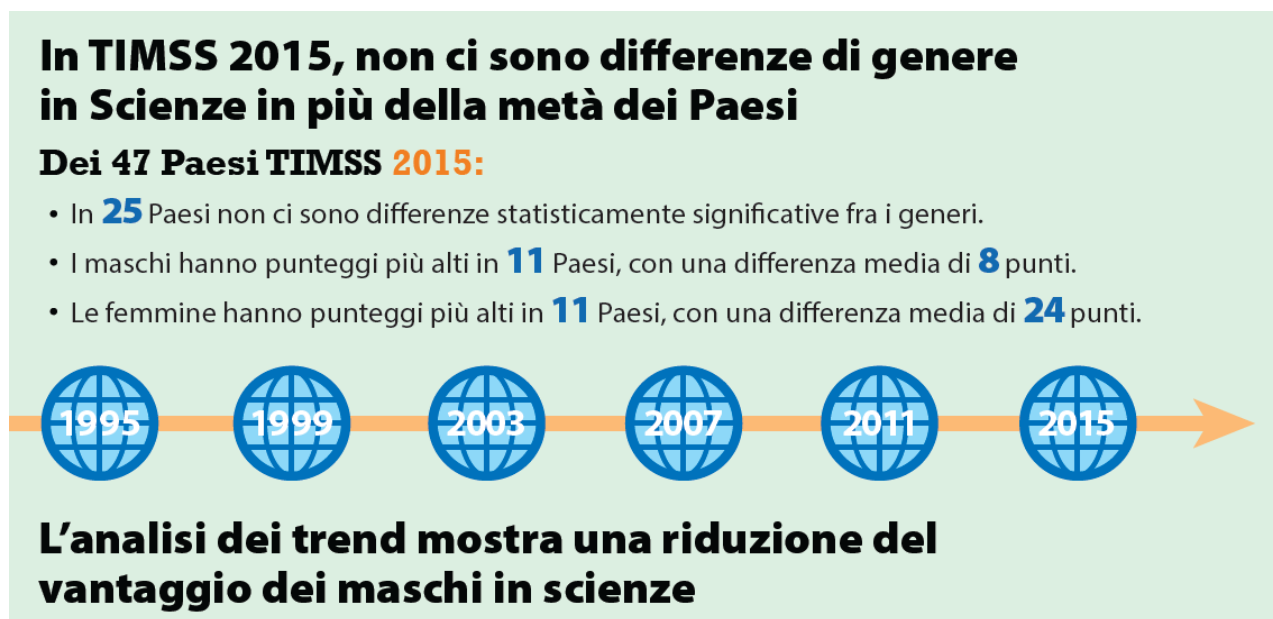 In TIMSS 2015, non ci sono differenze di genere
in Scienze in più della metà dei Paesi
Dei 47 Paesi TIMSS 2015:
• In 25 Paesi non ci sono differenze statisticamente significative fra i generi.
• I maschi hanno punteggi più alti in 11 Paesi, con una differenza media di 8 punti.
• Le femmine hanno punteggi più alti in 11 Paesi, con una differenza media di 24 punti.
1995 1999 2003 2007 2011 2015
L'analisi dei trend mostra una riduzione del
vantaggio dei maschi in scienze